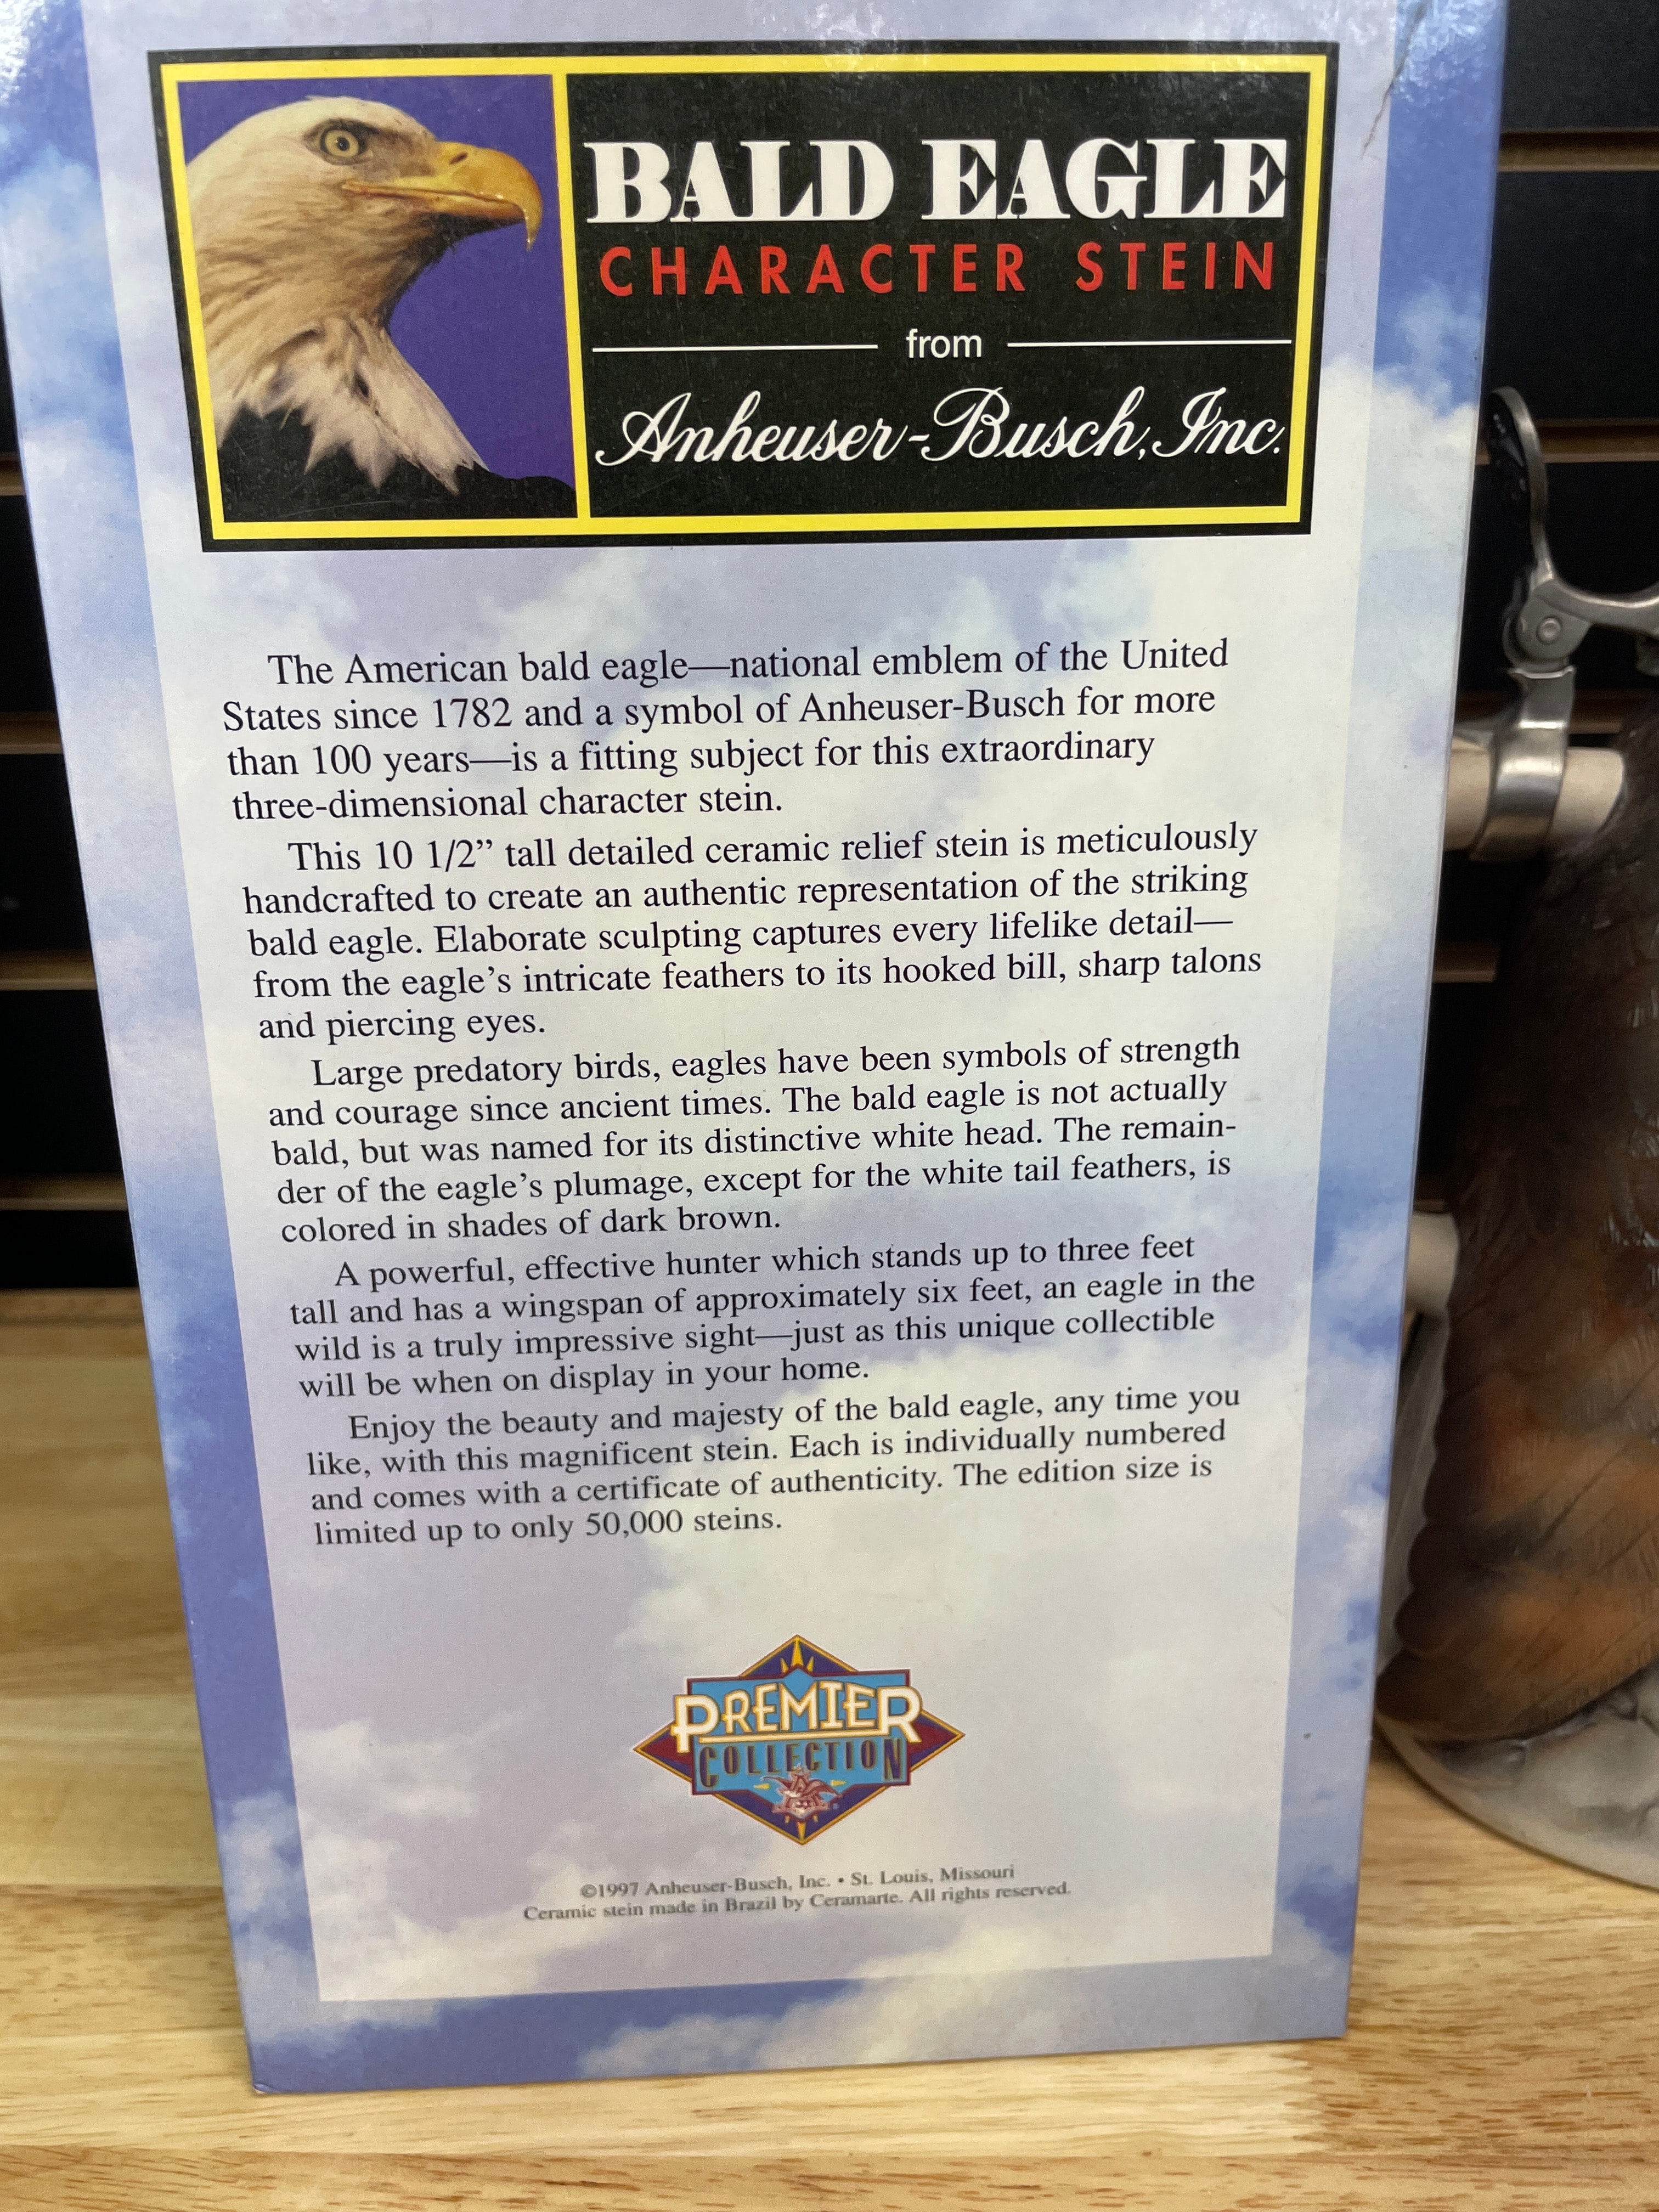 BALD EAGLE
CHARACTER STEIN
from
Anheuser-Busch, Inc.
The American bald eagle—national emblem of the United
States since 1782 and a symbol of Anheuser-Busch for more
than 100 years—is a fitting subject for this extraordinary
three-dimensional character stein.
This 10 1/2” tall detailed ceramic relief stein is meticulously
handcrafted to create an authentic representation of the striking
bald eagle. Elaborate sculpting captures every lifelike detail—
from the eagle’s intricate feathers to its hooked bill, sharp talons
and piercing eyes.
Large predatory birds, eagles have been symbols of strength
and courage since ancient times. The bald eagle is not actually
bald, but was named for its distinctive white head. The remain-
der of the eagle’s plumage, except for the white tail feathers, is
colored in shades of dark brown.
A powerful, effective hunter which stands up to three feet
tall and has a wingspan of approximately six feet, an eagle in the
wild is a truly impressive sight—just as this unique collectible
will be when on display in your home.
Enjoy the beauty and majesty of the bald eagle, any time you
like, with this magnificent stein. Each is individually numbered
and comes with a certificate of authenticity. The edition size is
limited up to only 50,000 steins.
PREMIER
COLLECTION
©1997 Anheuser-Busch, Inc. • St. Louis, Missouri
Ceramic stein made in Brazil by Ceramarte. All rights reserved.